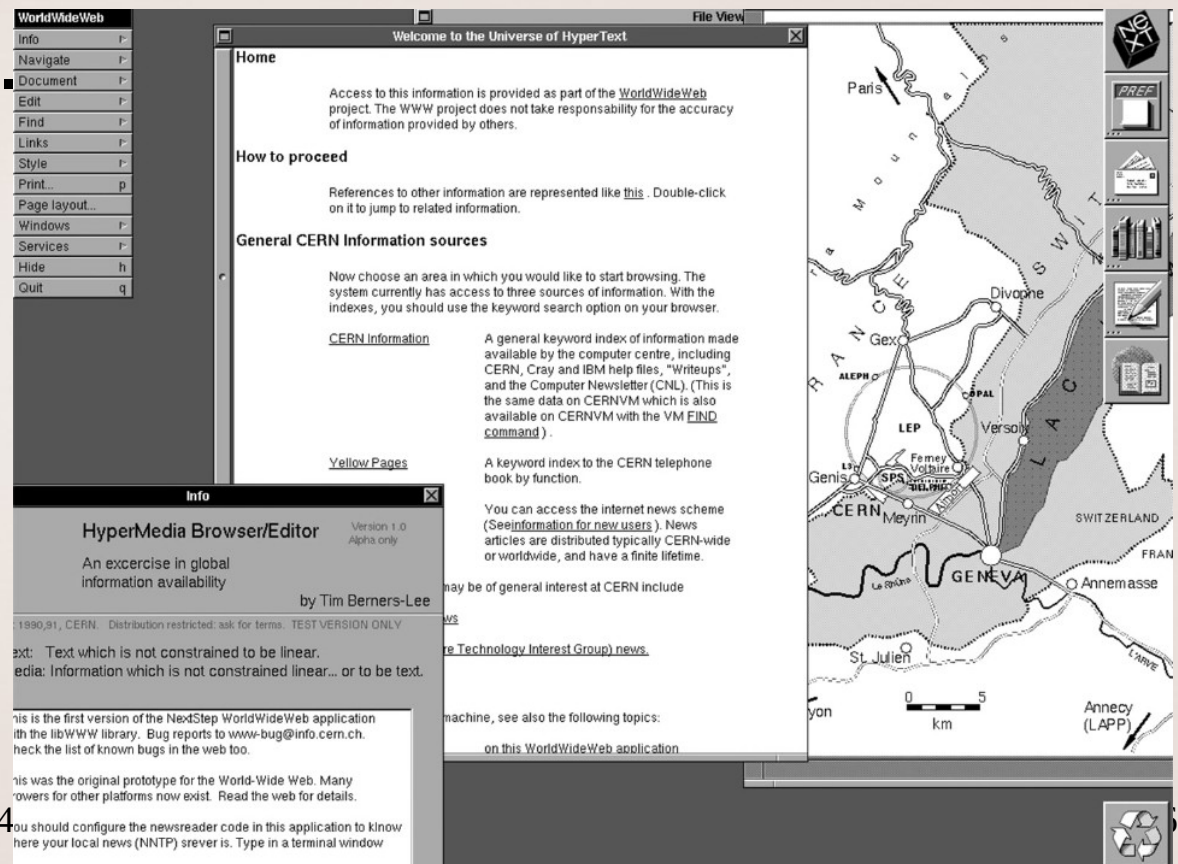 WorldWideWeb
Info
Navigate
Document
Edit
Find
Links
Style
Print... p
Page layout...
Windows
Services
Hide h
Quit q
File View
Welcome to the Universe of HyperText
Home
Access to this information is provided as part of the WorldWideWeb
project. The WWW project does not take responsibility for the accuracy
of information provided by others.
How to proceed
References to other information are represented like this . Double-click
on it to jump to related information.
General CERN Information sources
Now choose an area in which you would like to start browsing. The
system currently has access to three sources of information. With the
indexes, you should use the keyword search option on your browser.
CERN Information
A general keyword index of information made
available by the computer centre, including
CERN, Cray and IBM help files, "Writeups",
and the Computer Newsletter (CNL). (This is
the same data on CERNVM which is also
available on CERNVM with the VM FIND
command ) .
Yellow Pages
A keyword index to the CERN telephone
book by function.
You can access the internet news scheme
(Seeinformation for new users ). News
articles are distributed typically CERN-wide
or worldwide, and have a finite lifetime.
may be of general interest at CERN include
ws
re Technology Interest Group) news.
machine, see also the following topics:
on this WorldWideWeb application
Info
HyperMedia Browser/Editor
Version 1.0
Alpha only
An excercise in global
information availability
by Tim Berners-Lee
1990,91, CERN. Distribution restricted: ask for terms. TEST VERSION ONLY
ext: Text which is not constrained to be linear.
edia: Information which is not constrained linear... or to be text.
his is the first version of the NextStep WorldWideWeb application
ith the libWWW library. Bug reports to www-bug@info.cern.ch.
heck the list of known bugs in the web too.
his was the original prototype for the World-Wide Web. Many
rowers for other platforms now exist. Read the web for details.
ou should configure the newsreader code in this application to klnow
here your local news (NNTP) srever is. Type in a terminal window
Paris
FRANCE
SWIT
Divonne
Gex
ALEPH
OPAL
LEP
LAC
Versoix
L3
Ferney
Voltaire
Genis
SPS
DELPHI
CERN
Meyrin
SWITZERLAND
FRAN
Le Rhône
GENEVA
Annemasse
St. Julien
L'ARVE
0 5
km
yon
Annecy
(LAPP)
NeXT
PREF
4